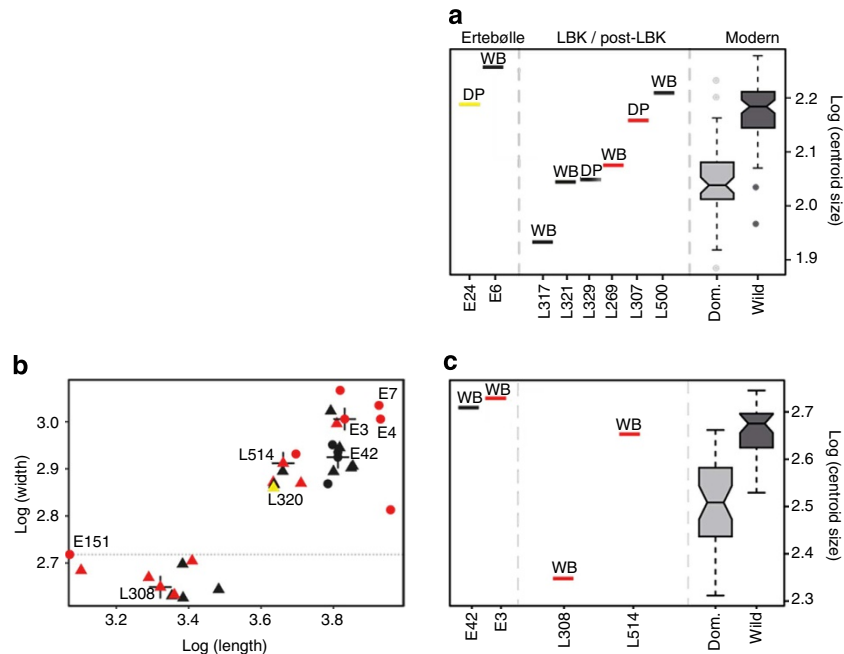 a
Ertebølle LBK / post-LBK Modern
WB
DP
WB
DP
WB
WB DP
WB
2.2
2.1
2.0
1.9
Log (centroid size)
E24 E6 L317 L321 L329 L269 L307 L500 Dom. Wild
b
3.0
2.9
2.8
2.7
Log (width)
E7
E3 E4
L514 E42
L320
E151
L308
3.2 3.4 3.6 3.8
Log (length)
c
WB WB
WB
WB
2.7
2.6
2.5
2.4
2.3
Log (centroid size)
E42 E3 L308 L514 Dom. Wild